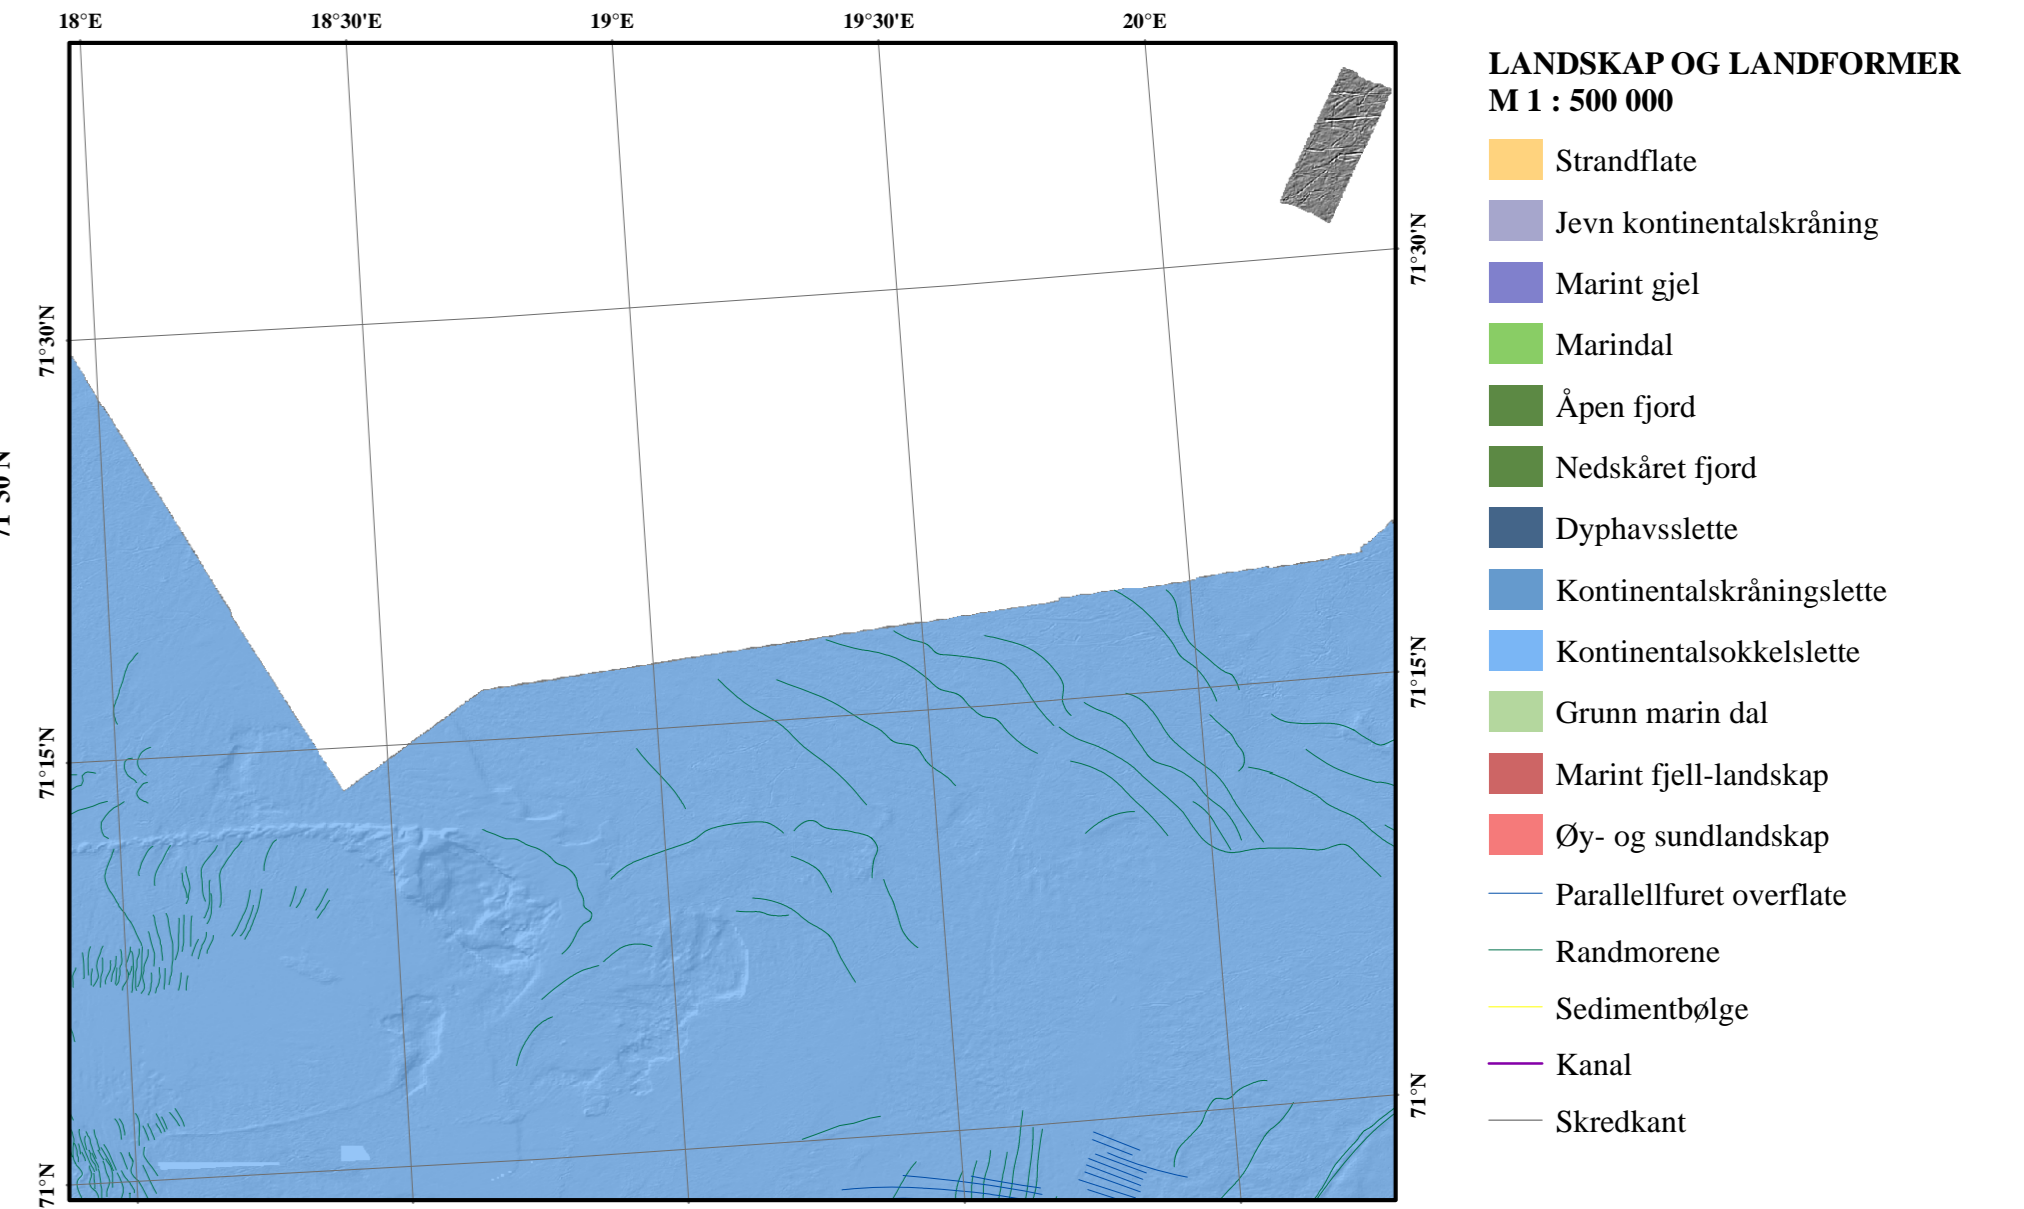 18°E 18°30'E 19°E 19°30'E 20°E
LANDSKAP OG LANDFORMER
M 1 : 500 000
Strandflate
Jevn kontinentalskråning
71°30'N
Marint gjel
71°30'N
Marindal
Åpen fjord
Nedskåret fjord
Dyphavsslette
Kontinentalskråningslette
Kontinentalsokkelslette
71°15'N
Grunn marin dal
71°15'N
Marint fjell-landskap
Øy- og sundlandskap
Parallellfuret overflate
Randmorene
Sedimentbølge
Kanal
71°N
Skredkant
71°N